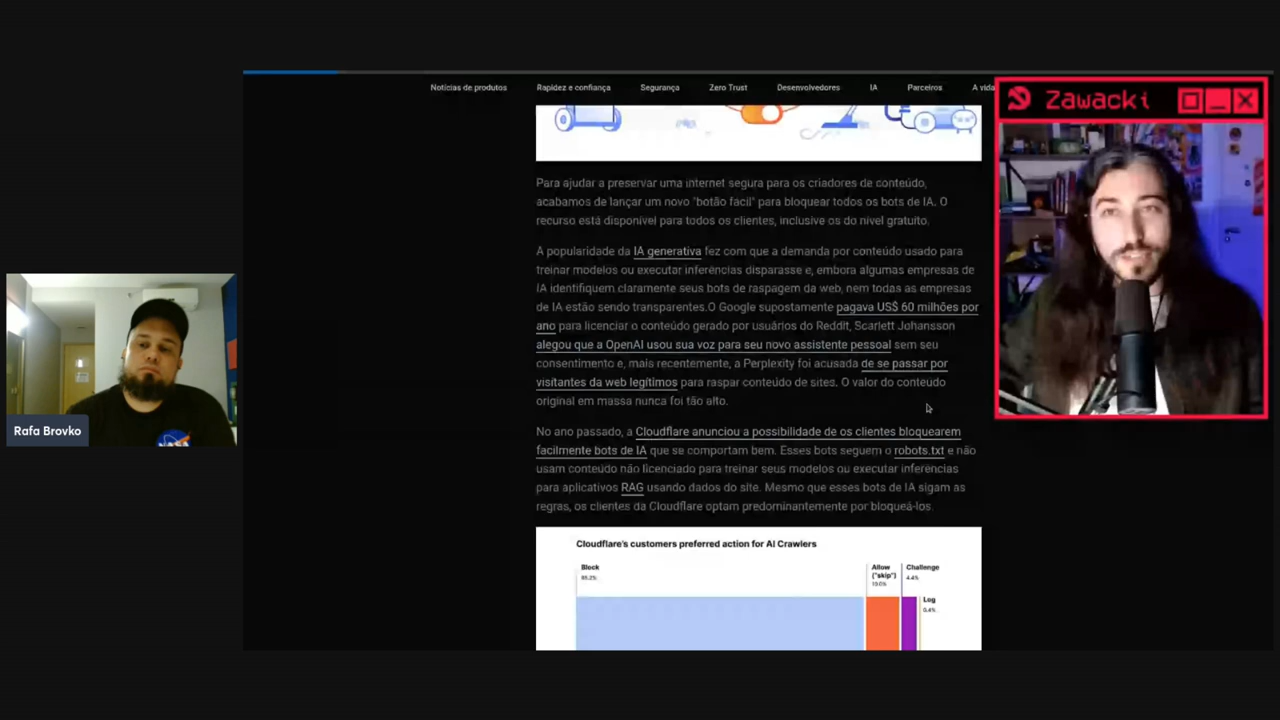 Notícias de produtos
Rapidez e confiança
Segurança
Zero Trust
Desenvolvedores
IA
Parceiros
A vida
Zawacki
Para ajudar a preservar uma internet segura para os criadores de conteúdo,
acabamos de lançar um novo "botão fácil" para bloquear todos os bots de IA. O
recurso está disponível para todos os clientes, inclusive os do nível gratuito.
A popularidade da IA generativa fez com que a demanda por conteúdo usado para
treinar modelos ou executar inferências disparasse e, embora algumas empresas de
IA identifiquem claramente seus bots de raspagem da web, nem todas as empresas
de IA estão sendo transparentes.O Google supostamente pagava US$ 60 milhões por
ano para licenciar o conteúdo gerado por usuários do Reddit, Scarlett Johansson
alegou que a OpenAI usou sua voz para seu novo assistente pessoal sem seu
consentimento e, mais recentemente, a Perplexity foi acusada de se passar por
visitantes da web legítimos para raspar conteúdo de sites. O valor do conteúdo
original em massa nunca foi tão alto.
No ano passado, a Cloudflare anunciou a possibilidade de os clientes bloquearem
facilmente bots de IA que se comportam bem. Esses bots seguem o robots.txt e não
usam conteúdo não licenciado para treinar seus modelos ou executar inferências
para aplicativos RAG usando dados do site. Mesmo que esses bots de IA sigam as
regras, os clientes da Cloudflare optam predominantemente por bloqueá-los.
Cloudflare's customers preferred action for AI Crawlers
Block
85.2%
Allow
("skip")
10.0%
Challenge
4.4%
Log
0.4%
Rafa Brovko